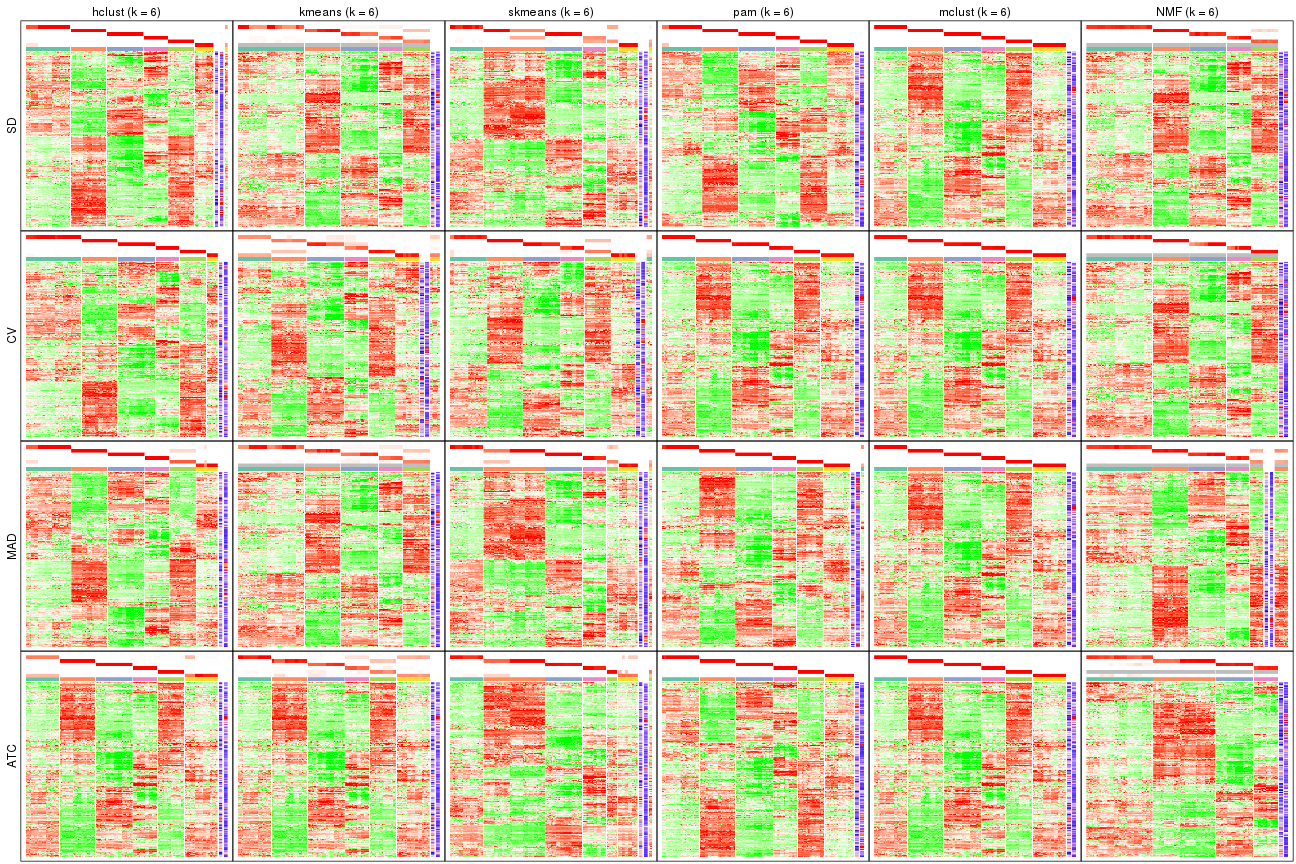 hclust (k = 6) kmeans (k = 6) skmeans (k = 6) pam (k = 6) mclust (k = 6) NMF (k = 6)
SD
CV
MAD
ATC